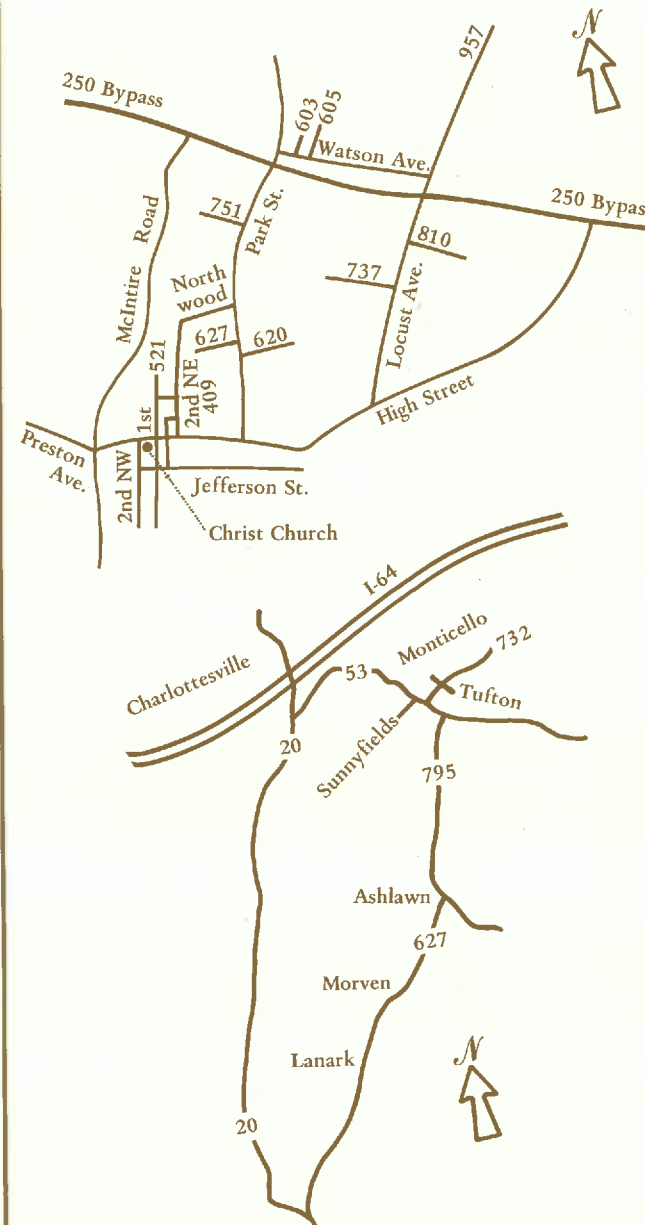 N
957
250 Bypass
603
605
Watson Ave.
250 Bypass
751
Park St.
McIntire Road
810
737
North
wood
Locust Ave.
627
620
521
2nd NE
409
1st
High Street
Preston
Ave.
2nd NW
Jefferson St.
Christ Church
I-64
Monticello
732
Charlottesville
53
Tufton
Sunnyfields
20
795
Ashlawn
627
Morven
Lanark
N
20